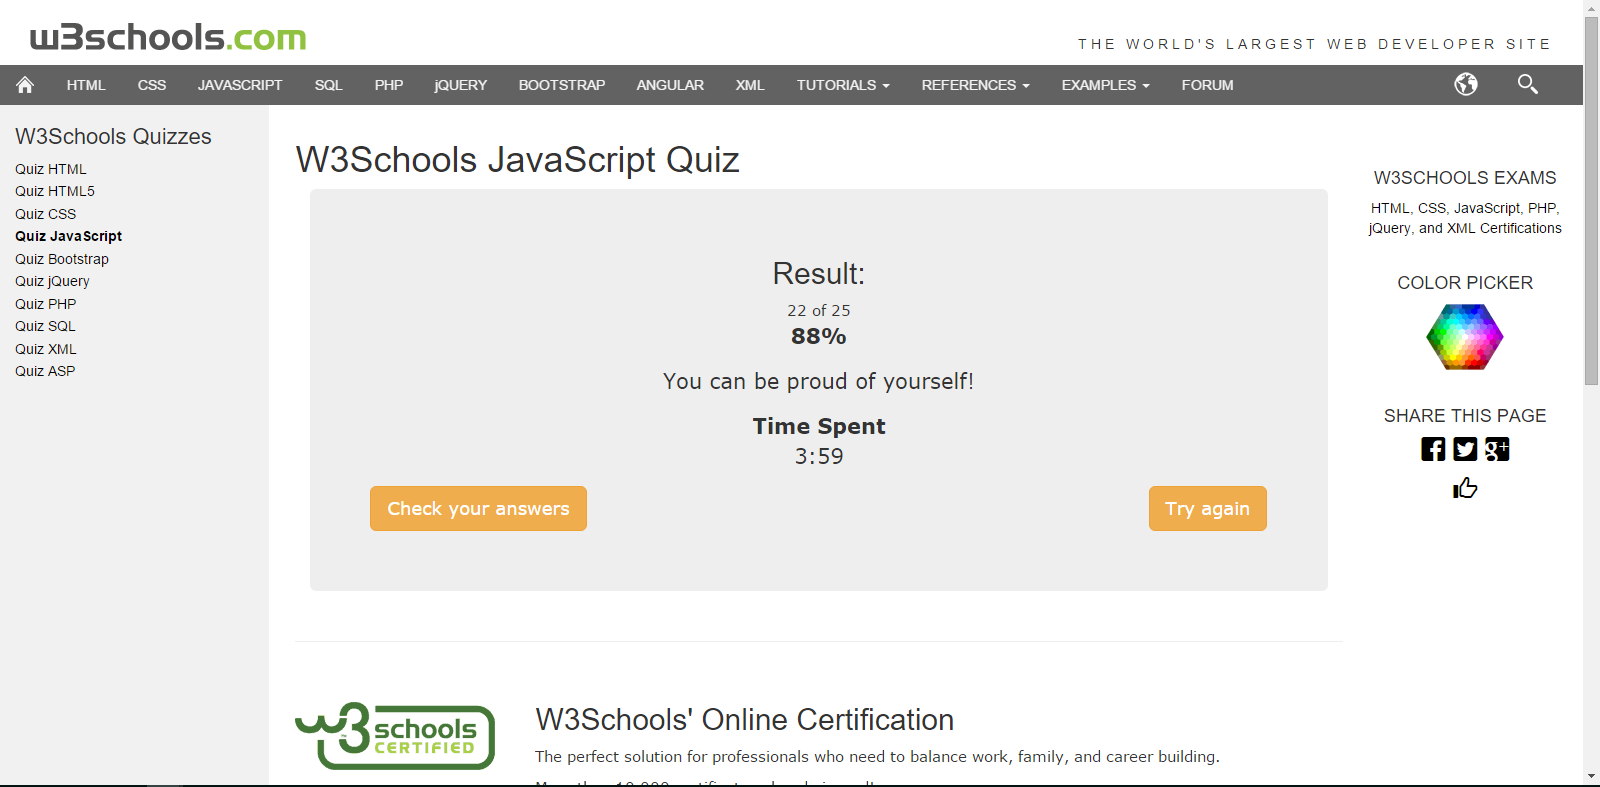 w3schools.com
THE WORLD'S LARGEST WEB DEVELOPER SITE
HTML CSS JAVASCRIPT SQL PHP jQUERY BOOTSTRAP ANGULAR XML TUTORIALS REFERENCES EXAMPLES FORUM
W3Schools Quizzes
Quiz HTML
Quiz HTML5
Quiz CSS
Quiz JavaScript
Quiz Bootstrap
Quiz jQuery
Quiz PHP
Quiz SQL
Quiz XML
Quiz ASP
W3Schools JavaScript Quiz
Result:
22 of 25
88%
You can be proud of yourself!
Time Spent
3:59
Check your answers
Try again
W3SCHOOLS EXAMS
HTML, CSS, JavaScript, PHP,
jQuery, and XML Certifications
COLOR PICKER
SHARE THIS PAGE
g+
w3schools
CERTIFIED
W3Schools' Online Certification
The perfect solution for professionals who need to balance work, family, and career building.